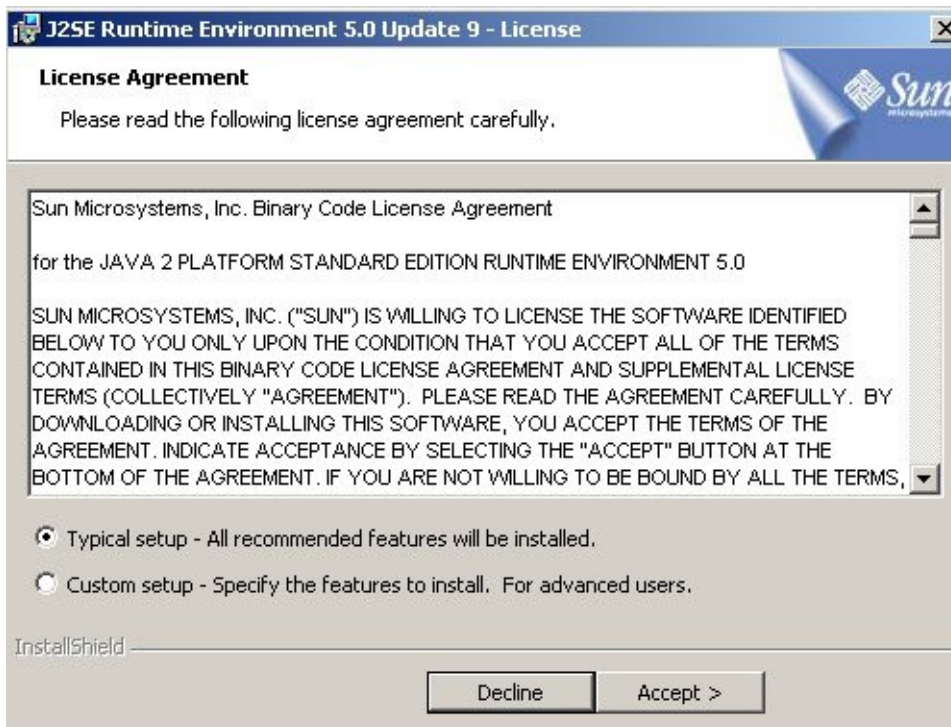 J2SE Runtime Environment 5.0 Update 9 - License
License Agreement
Please read the following license agreement carefully.
Sun
microsystems
Sun Microsystems, Inc. Binary Code License Agreement
for the JAVA 2 PLATFORM STANDARD EDITION RUNTIME ENVIRONMENT 5.0
SUN MICROSYSTEMS, INC. ("SUN") IS WILLING TO LICENSE THE SOFTWARE IDENTIFIED
BELOW TO YOU ONLY UPON THE CONDITION THAT YOU ACCEPT ALL OF THE TERMS
CONTAINED IN THIS BINARY CODE LICENSE AGREEMENT AND SUPPLEMENTAL LICENSE
TERMS (COLLECTIVELY "AGREEMENT").  PLEASE READ THE AGREEMENT CAREFULLY.  BY
DOWNLOADING OR INSTALLING THIS SOFTWARE, YOU ACCEPT THE TERMS OF THE
AGREEMENT. INDICATE ACCEPTANCE BY SELECTING THE "ACCEPT" BUTTON AT THE
BOTTOM OF THE AGREEMENT. IF YOU ARE NOT WILLING TO BE BOUND BY ALL THE TERMS,
Typical setup - All recommended features will be installed.
Custom setup - Specify the features to install.  For advanced users.
InstallShield
Decline
Accept >